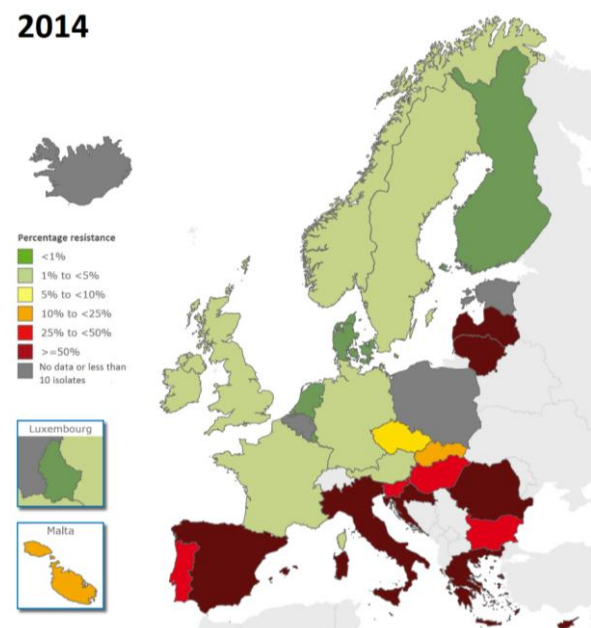 2014
Percentage resistance
<1%
1% to <5%
5% to <10%
10% to <25%
25% to <50%
>=50%
No data or less than
10 isolates
Luxembourg
Malta